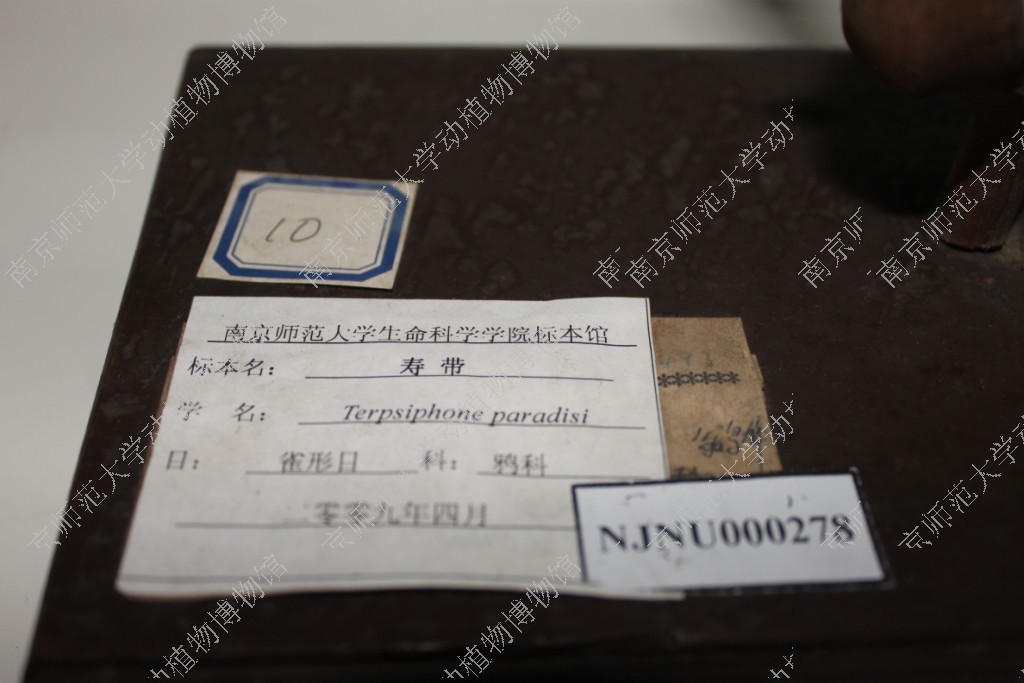 10
南京师范大学生命科学学院标本馆
标本名： 寿带
学 名： Terpsiphone paradisi
目： 雀形目 科： 鸦科
二零零九年四月
******
NJNU000278
南京师范大学动植物博物馆